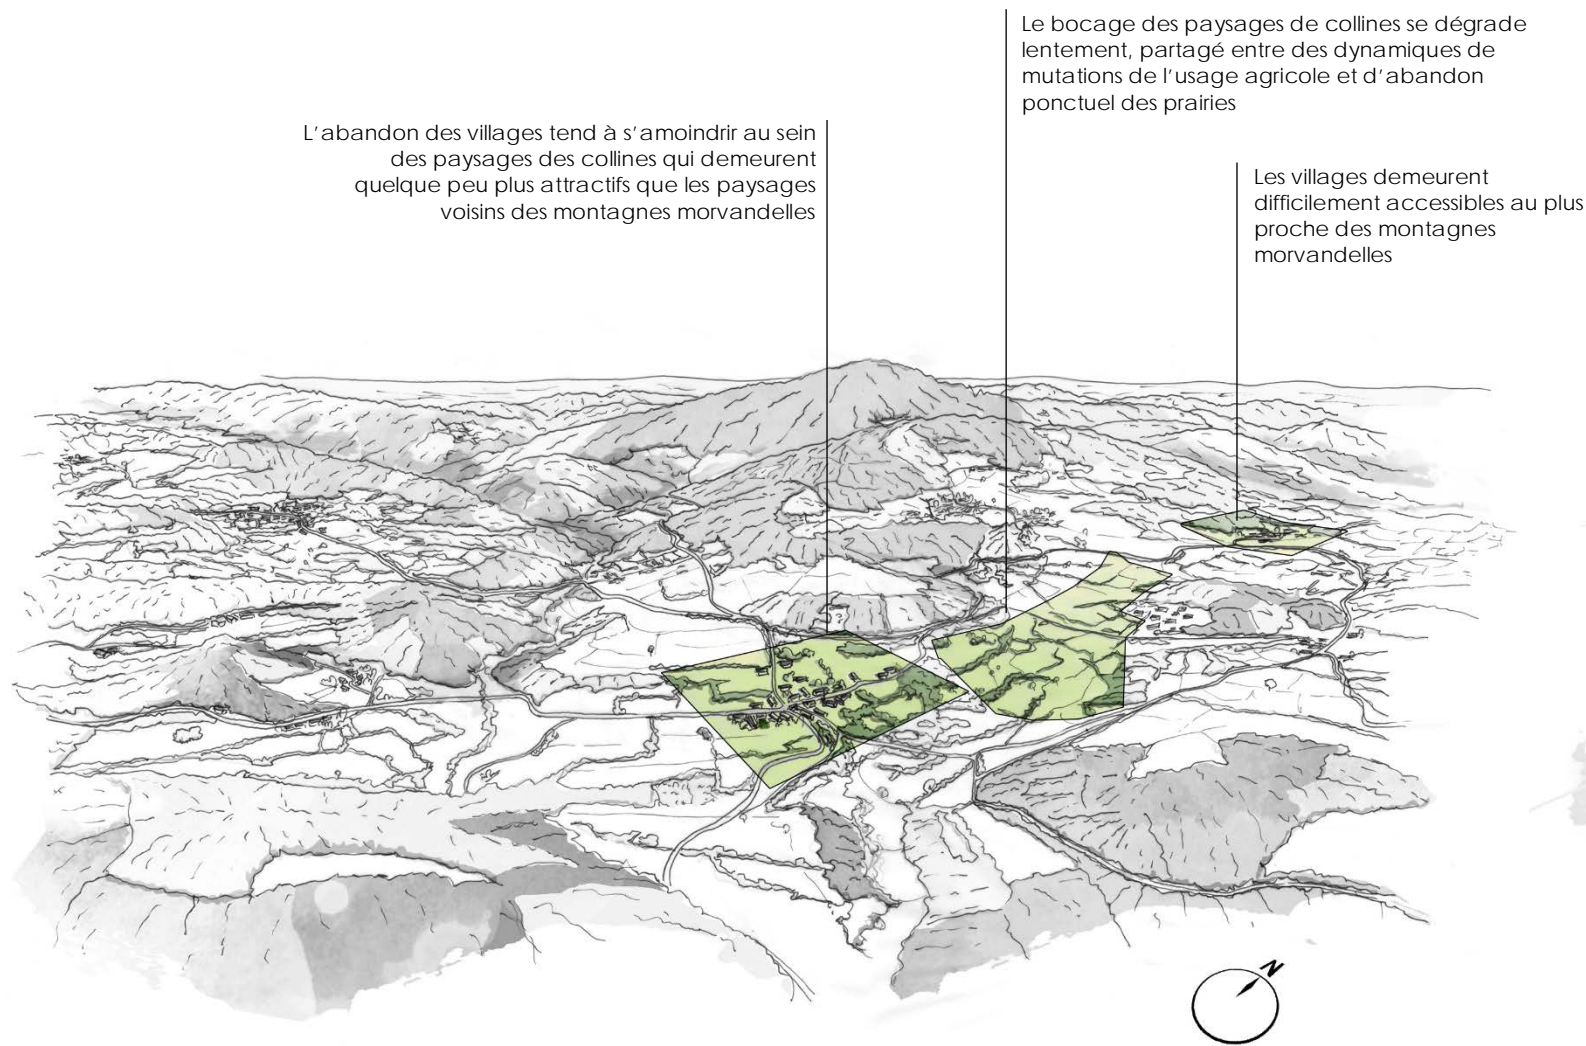 Le bocage des paysages de collines se dégrade
lentement, partagé entre des dynamiques de
mutations de l'usage agricole et d'abandon
ponctuel des prairies
L'abandon des villages tend à s'amoindrir au sein
des paysages des collines qui demeurent
quelque peu plus attractifs que les paysages
voisins des montagnes morvandelles
Les villages demeurent
difficilement accessibles au plus
proche des montagnes
morvandelles
N